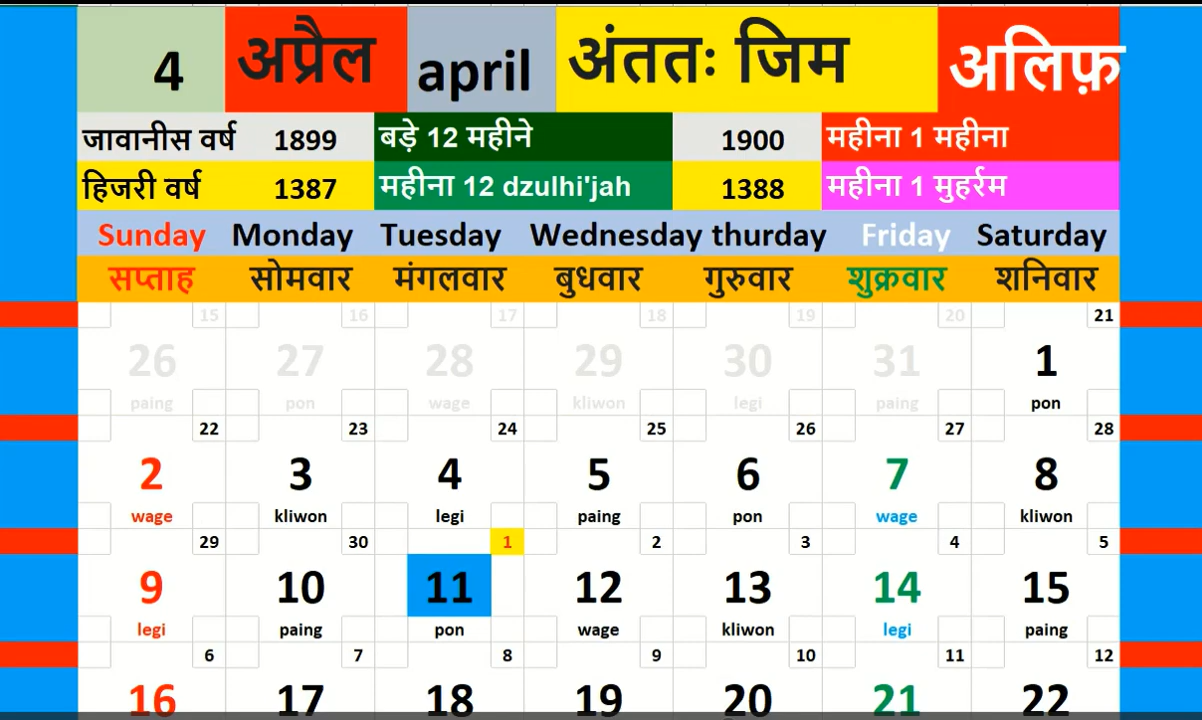 4 अप्रैल april अंततः जिम अलिफ़
जावानीस वर्ष 1899 बड़े 12 महीने 1900 महीना 1 महीना
हिजरी वर्ष 1387 महीना 12 dzulhi'jah 1388 महीना 1 मुहर्रम
Sunday Monday Tuesday Wednesday thurday Friday Saturday
सप्ताह सोमवार मंगलवार बुधवार गुरुवार शुक्रवार शनिवार
15 16 17 18 19 20 21
26 27 28 29 30 31 1
paing pon wage kliwon legi paing pon
22 23 24 25 26 27 28
2 3 4 5 6 7 8
wage kliwon legi paing pon wage kliwon
29 30 1 2 3 4 5
9 10 11 12 13 14 15
legi paing pon wage kliwon legi paing
6 7 8 9 10 11 12
16 17 18 19 20 21 22